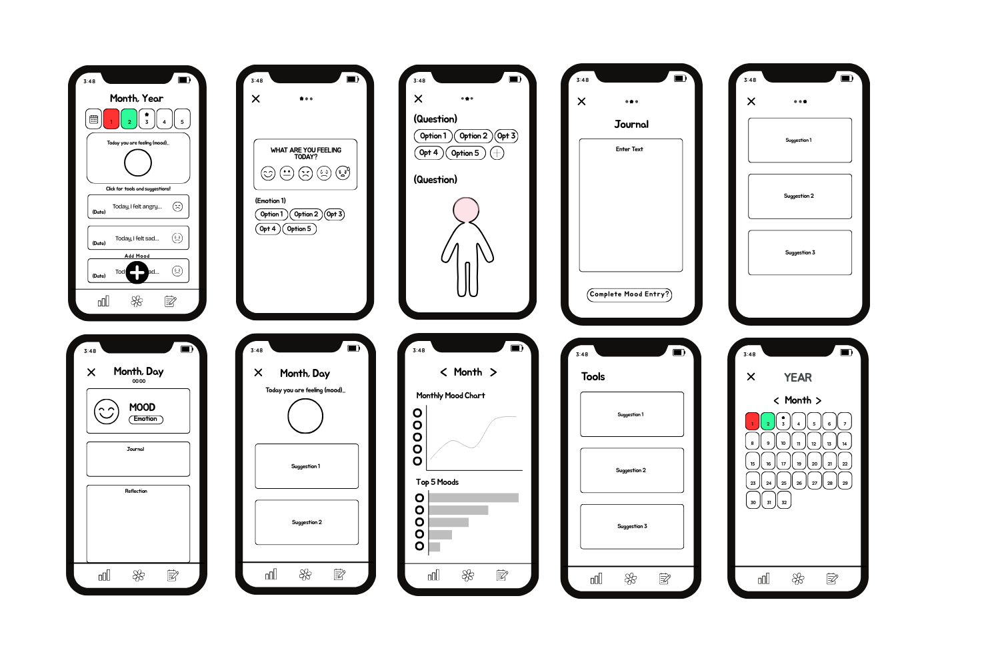 3:48
Month, Year
1
2
3
4
5
Today you are feeling (mood)...
Click for tools and suggestions!
Today, I felt angry...
(Date)
Today, I felt sad...
(Date)
Add Mood
Tod
ad...
(Date)
3:48
WHAT ARE YOU FEELING
TODAY?
(Emotion 1)
Option 1
Option 2
Opt 3
Opt 4
Option 5
3:48
(Question)
Option 1
Option 2
Opt 3
Opt 4
Option 5
(Question)
3:48
Journal
Enter Text
Complete Mood Entry?
3:48
Suggestion 1
Suggestion 2
Suggestion 3
3:48
Month, Day
00:00
MOOD
Emotion
Journal
Reflection
3:48
Month, Day
Today you are feeling (mood)...
Suggestion 1
Suggestion 2
3:48
< Month >
Monthly Mood Chart
Top 5 Moods
3:48
Tools
Suggestion 1
Suggestion 2
Suggestion 3
3:48
YEAR
< Month >
1 2 3 4 5 6 7
8 9 10 11 12 13 14
15 16 17 19 20 21 22
23 24 25 26 27 28 29
30 31 32